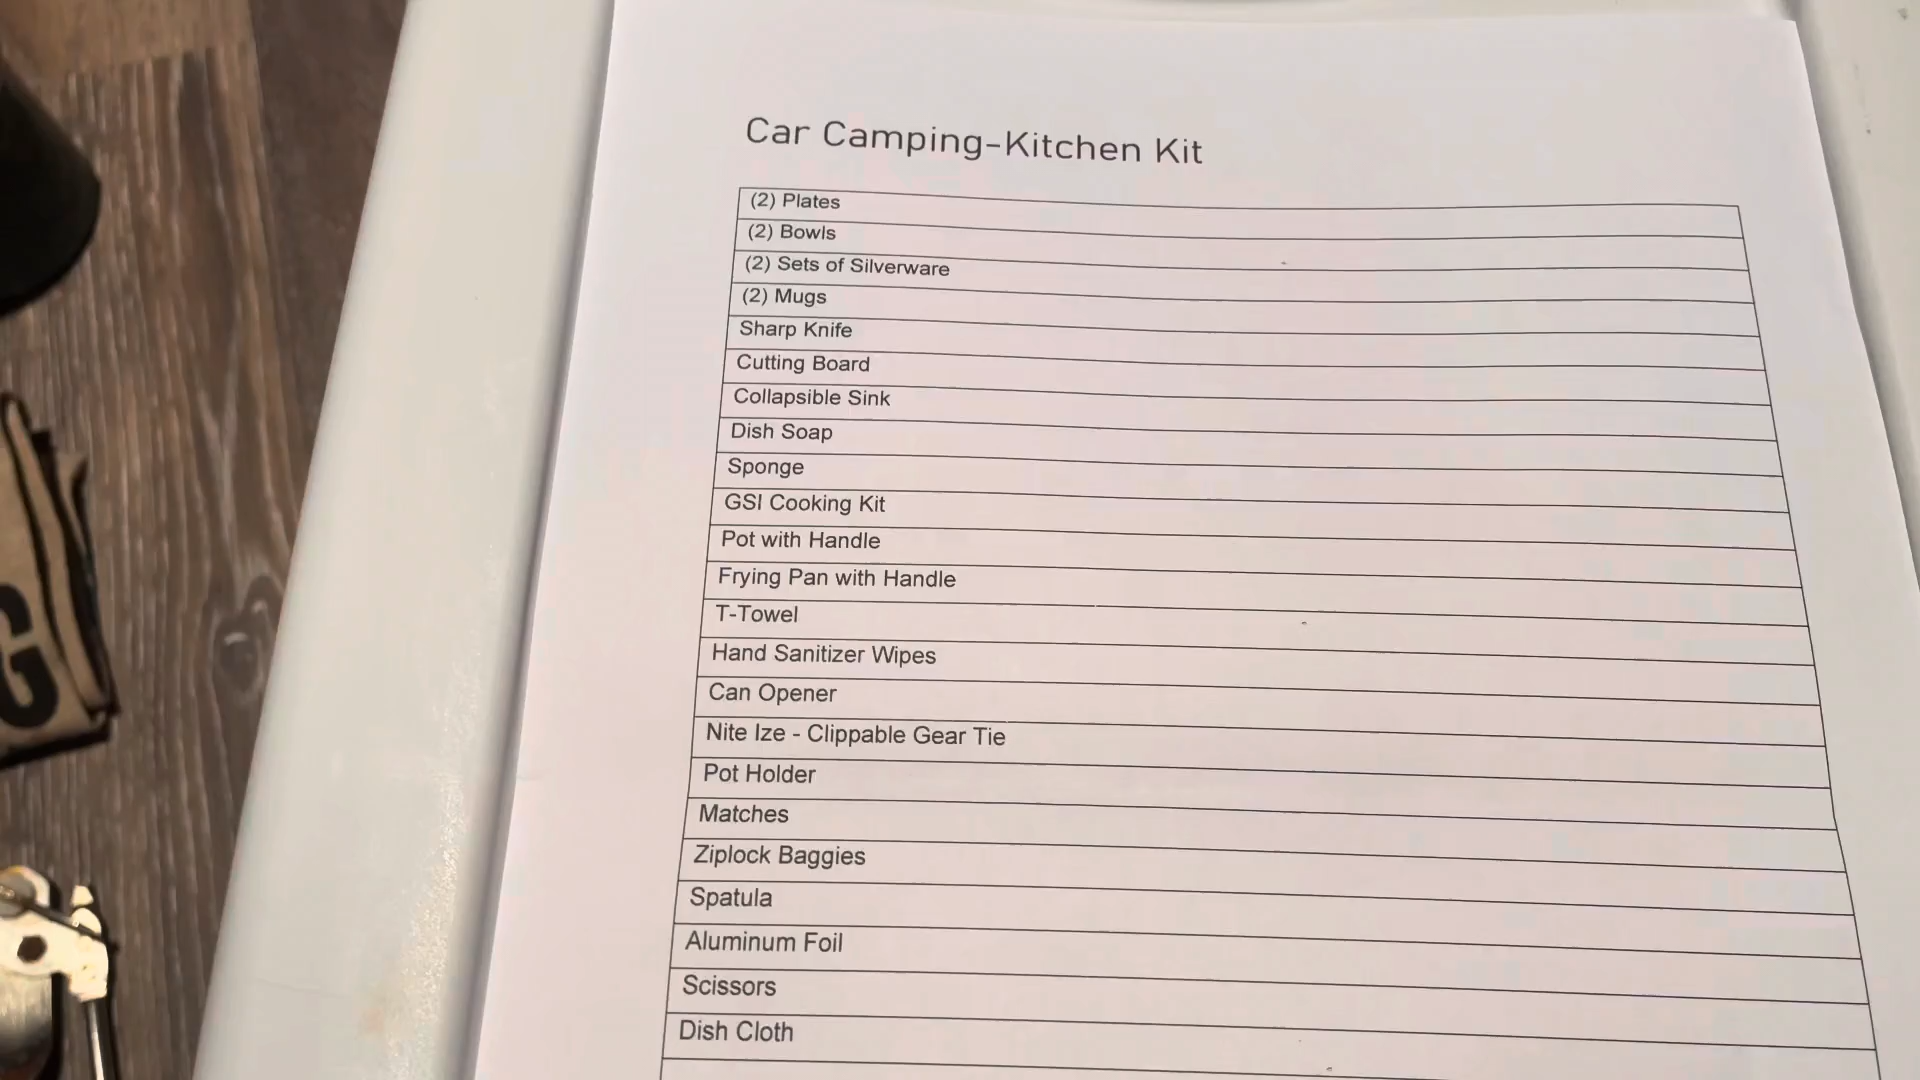 Car Camping-Kitchen Kit
(2) Plates
(2) Bowls
(2) Sets of Silverware
(2) Mugs
Sharp Knife
Cutting Board
Collapsible Sink
Dish Soap
Sponge
GSI Cooking Kit
Pot with Handle
Frying Pan with Handle
T-Towel
Hand Sanitizer Wipes
Can Opener
Nite Ize - Clippable Gear Tie
Pot Holder
Matches
Ziplock Baggies
Spatula
Aluminum Foil
Scissors
Dish Cloth
G